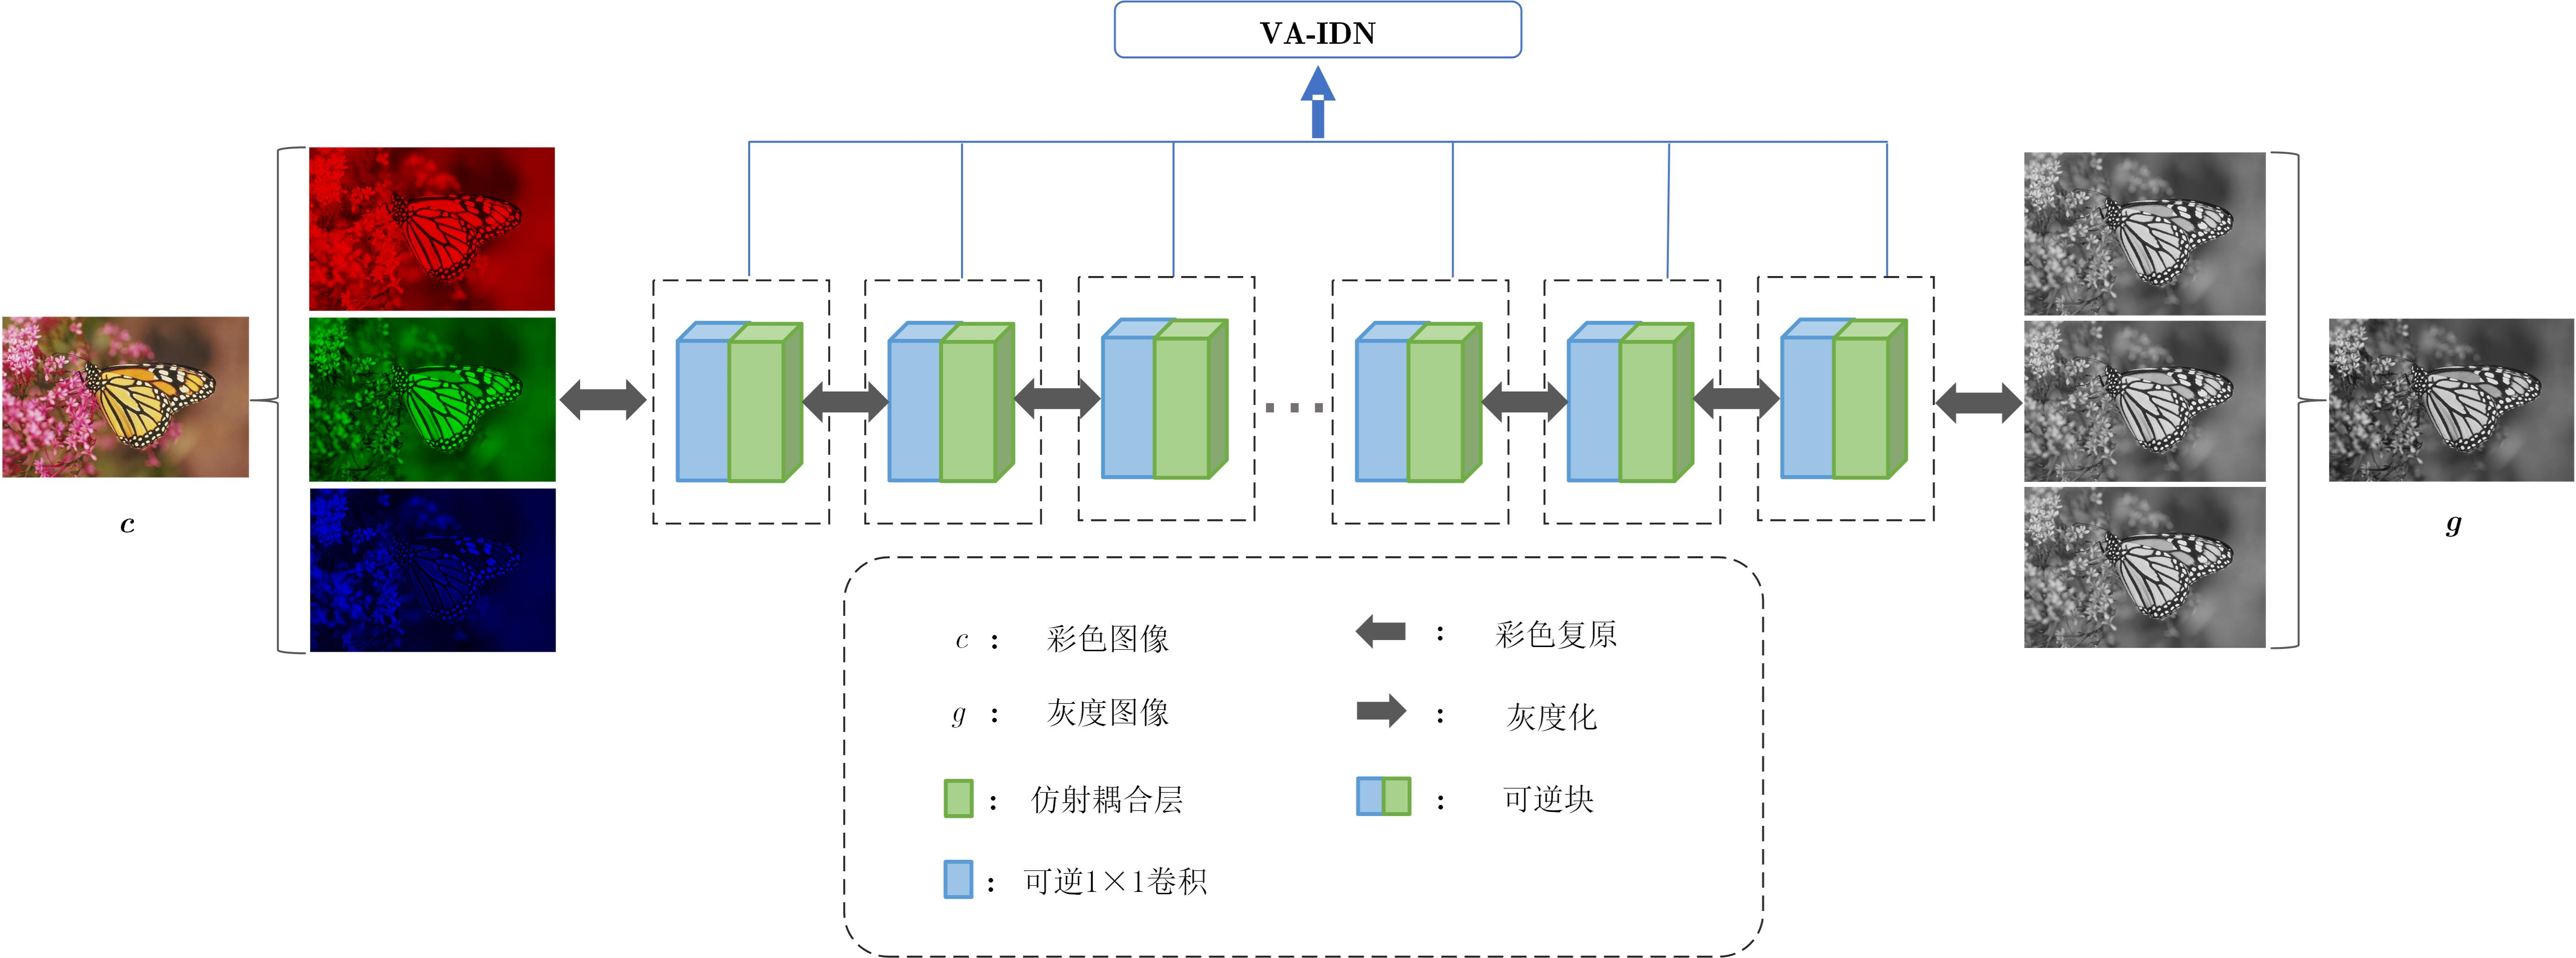 VA-IDN
c
g
c : 彩色图像
: 彩色复原
g : 灰度图像
: 灰度化
: 仿射耦合层
: 可逆块
: 可逆1×1卷积